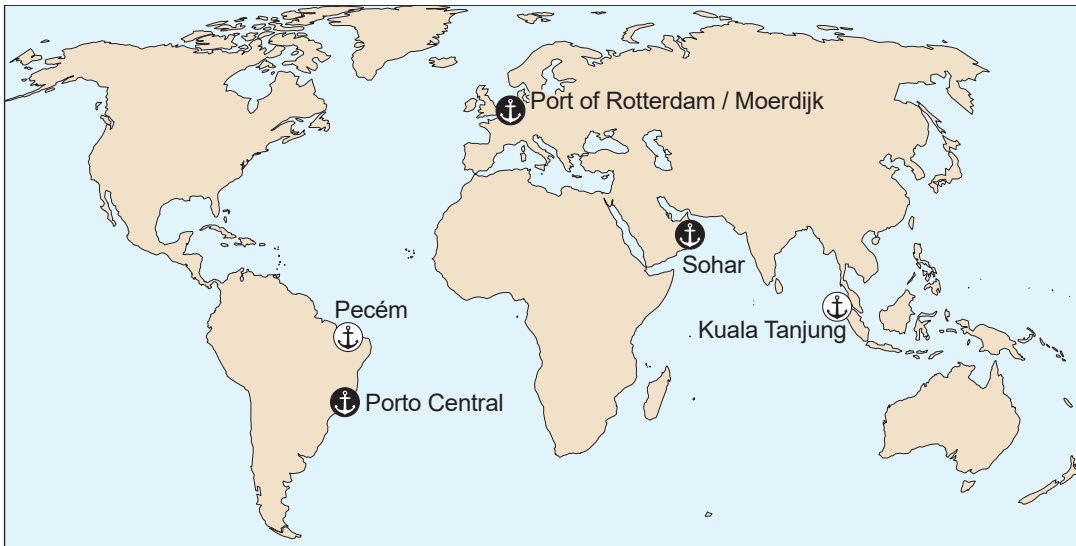 Port of Rotterdam / Moerdijk
Sohar
Pecém
Kuala Tanjung
Porto Central